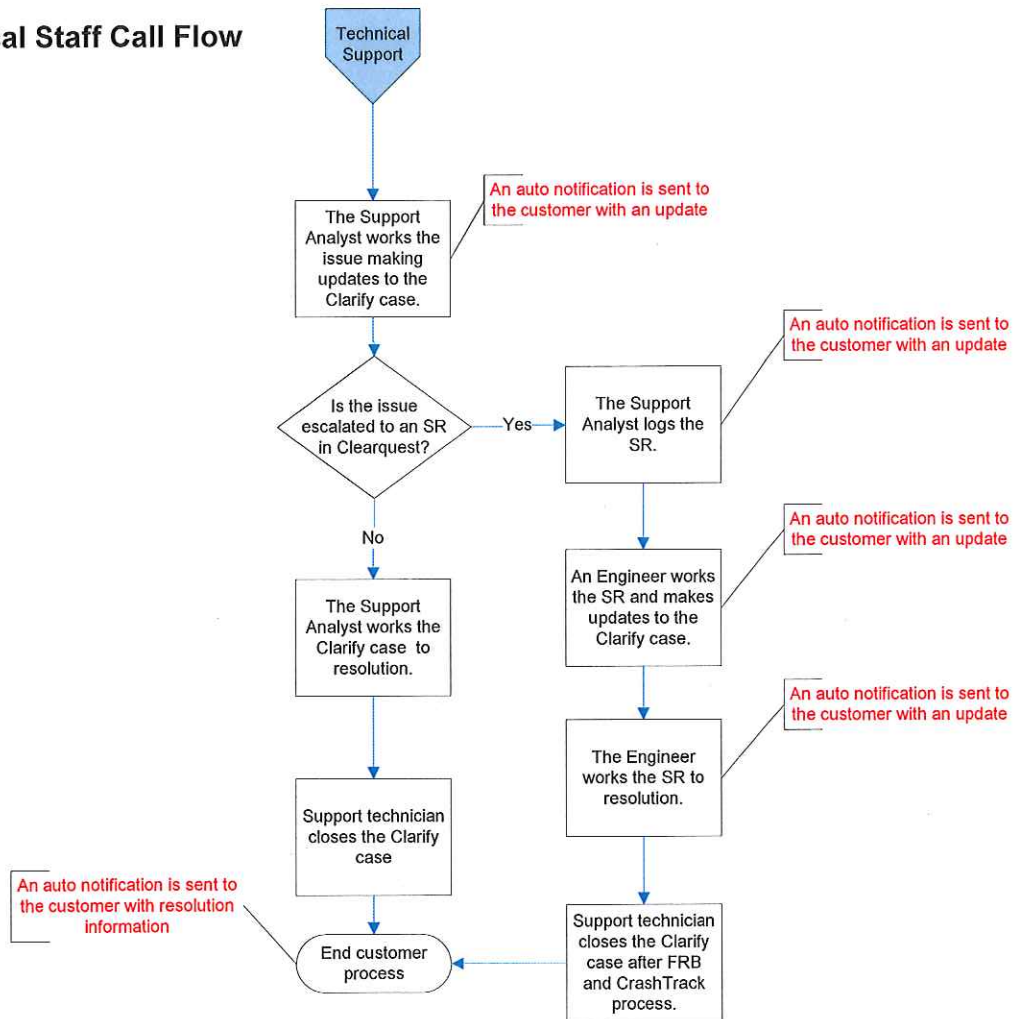 al Staff Call Flow
Technical
Support
An auto notification is sent to
the customer with an update
The Support
Analyst works the
issue making
updates to the
Clarify case.
An auto notification is sent to
the customer with an update
Is the issue
escalated to an SR
in Clearquest?
Yes
The Support
Analyst logs the
SR.
No
An auto notification is sent to
the customer with an update
An Engineer works
the SR and makes
updates to the
Clarify case.
The Support
Analyst works the
Clarify case to
resolution.
An auto notification is sent to
the customer with an update
The Engineer
works the SR to
resolution.
Support technician
closes the Clarify
case
An auto notification is sent to
the customer with resolution
information
End customer
process
Support technician
closes the Clarify
case after FRB
and CrashTrack
process.